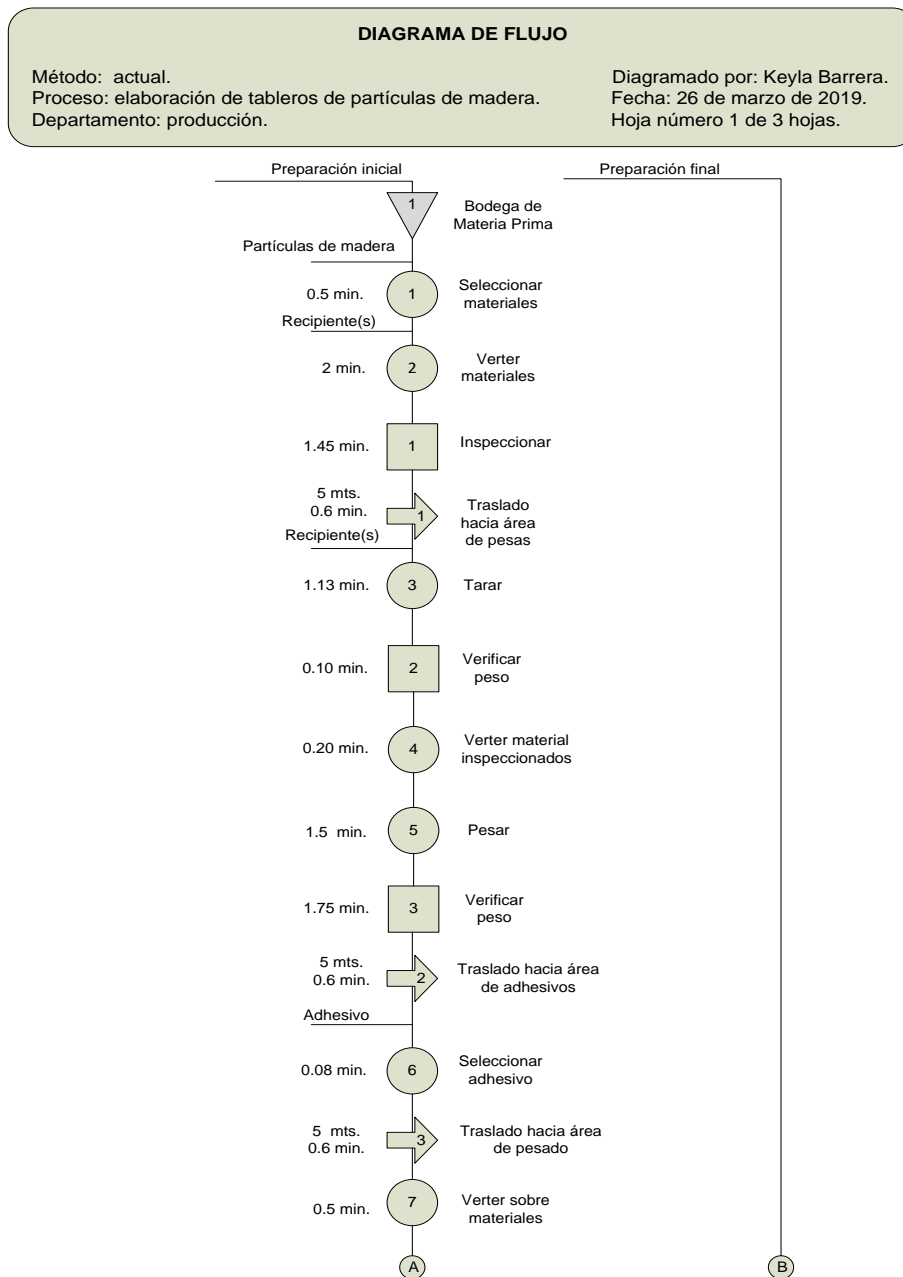 DIAGRAMA DE FLUJO
Método:  actual.
Proceso: elaboración de tableros de partículas de madera.
Departamento: producción.
Diagramado por: Keyla Barrera.
Fecha: 26 de marzo de 2019.
Hoja número 1 de 3 hojas.
Preparación inicial
Preparación final
1
Bodega de
Materia Prima
Partículas de madera
0.5 min.
1
Seleccionar
materiales
Recipiente(s)
2 min.
2
Verter
materiales
1.45 min.
1
Inspeccionar
5 mts.
0.6 min.
1
Traslado
hacia área
de pesas
Recipiente(s)
1.13 min.
3
Tarar
0.10 min.
2
Verificar
peso
0.20 min.
4
Verter material
inspeccionados
1.5  min.
5
Pesar
1.75 min.
3
Verificar
peso
5 mts.
0.6 min.
2
Traslado hacia área
de adhesivos
Adhesivo
0.08 min.
6
Seleccionar
adhesivo
5  mts.
0.6 min.
3
Traslado hacia área
de pesado
0.5 min.
7
Verter sobre
materiales
A
B